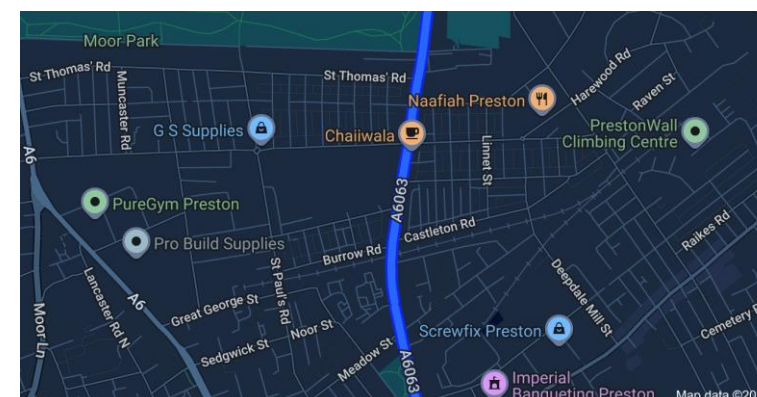 Moor Park
St Thomas' Rd
St Thomas' Rd
Muncaster Rd
Harewood Rd
Raven St
Naafiah Preston
G S Supplies
Chaiiwala
PrestonWall
Climbing Centre
Linnet St
A6
A6063
PureGym Preston
Pro Build Supplies
Raikes Rd
Castleton Rd
Burrow Rd
St Paul's Rd
Deepdale Mill St
Lancaster Rd N
A6
Moor Ln
Great George St
Noor St
Sedgwick St
Meadow St
A6063
Screwfix Preston
Cemetery
Imperial
Banqueting Preston
Map data ©20